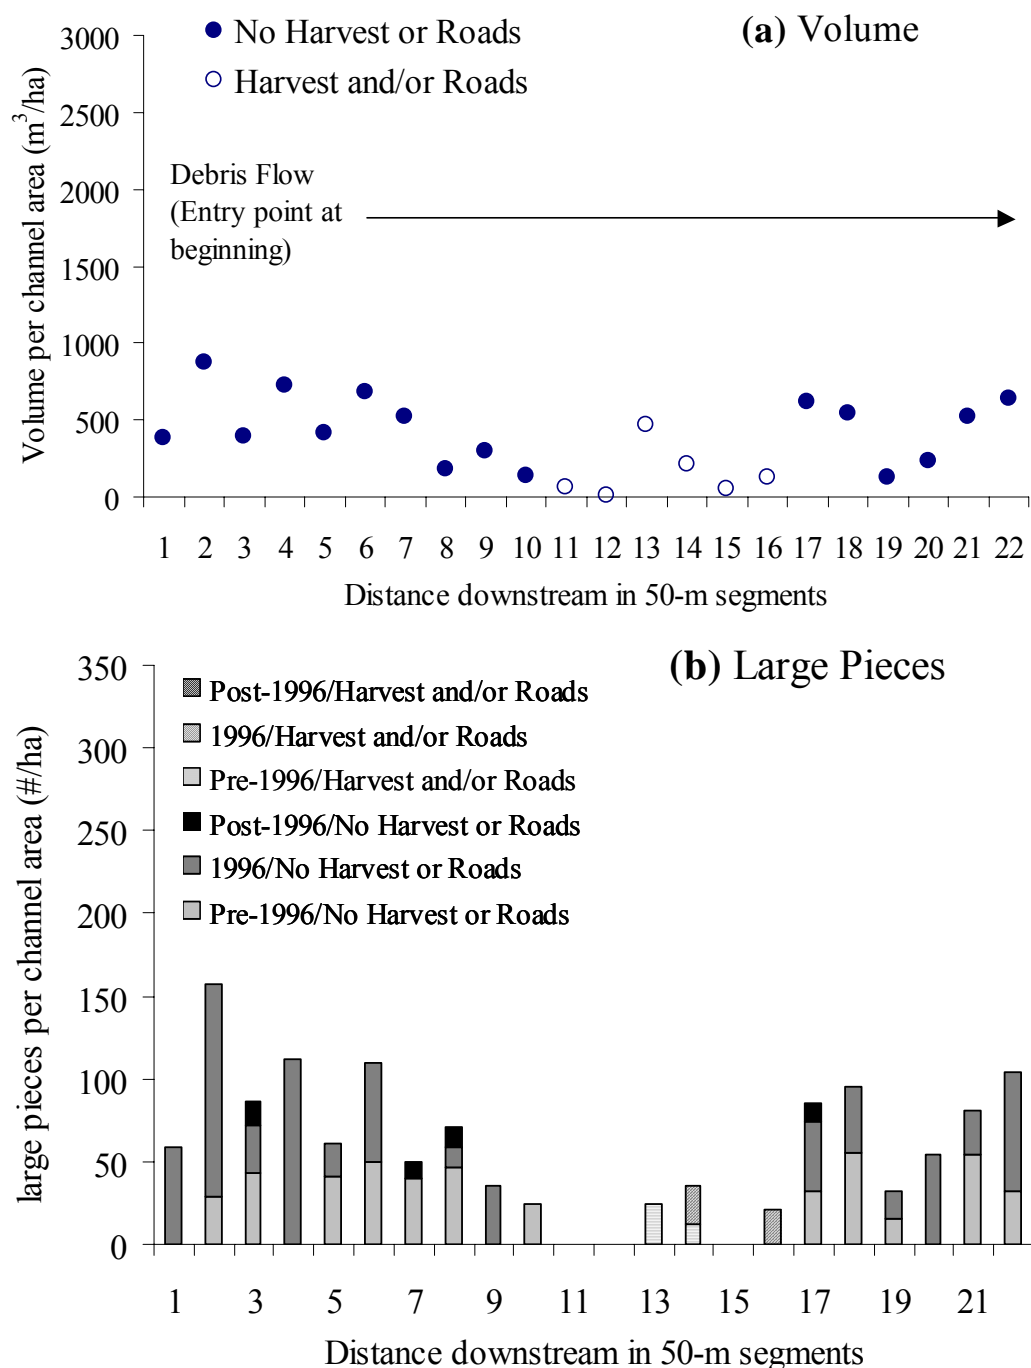 (a) Volume
No Harvest or Roads
Harvest and/or Roads
Volume per channel area (m³/ha)
3000
2500
2000
1500
1000
500
0
Debris Flow
(Entry point at
beginning)
1 2 3 4 5 6 7 8 9 10 11 12 13 14 15 16 17 18 19 20 21 22
Distance downstream in 50-m segments
(b) Large Pieces
large pieces per channel area (#/ha)
350
300
250
200
150
100
50
0
Post-1996/Harvest and/or Roads
1996/Harvest and/or Roads
Pre-1996/Harvest and/or Roads
Post-1996/No Harvest or Roads
1996/No Harvest or Roads
Pre-1996/No Harvest or Roads
1 3 5 7 9 11 13 15 17 19 21
Distance downstream in 50-m segments